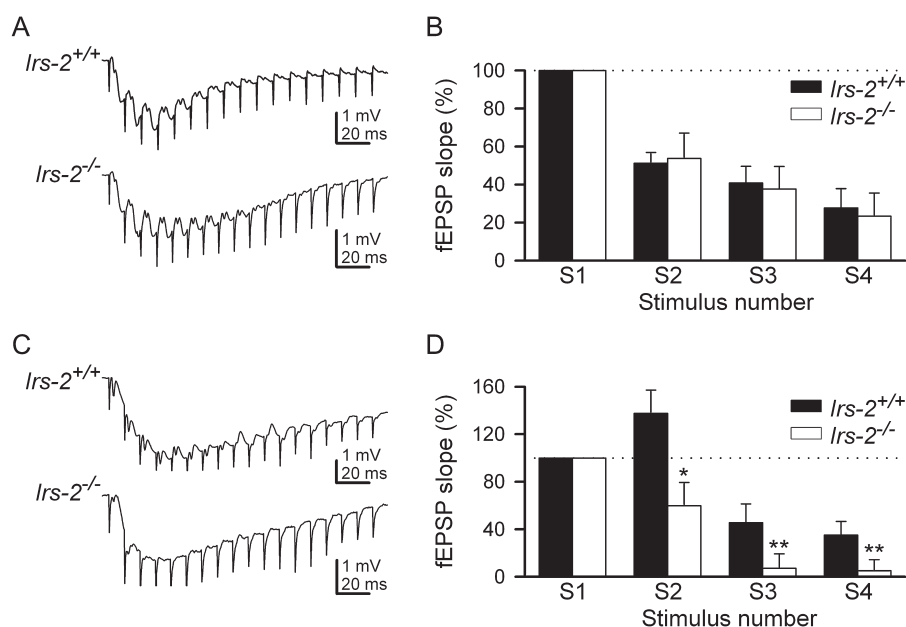 A
Irs-2+/+
1 mV
20 ms
Irs-2-/-
1 mV
20 ms
B
fEPSP slope (%)
100
80
60
40
20
0
Irs-2+/+
Irs-2-/-
S1 S2 S3 S4
Stimulus number
C
Irs-2+/+
1 mV
20 ms
Irs-2-/-
1 mV
20 ms
D
fEPSP slope (%)
160
120
80
40
0
Irs-2+/+
Irs-2-/-
*
**
**
S1 S2 S3 S4
Stimulus number